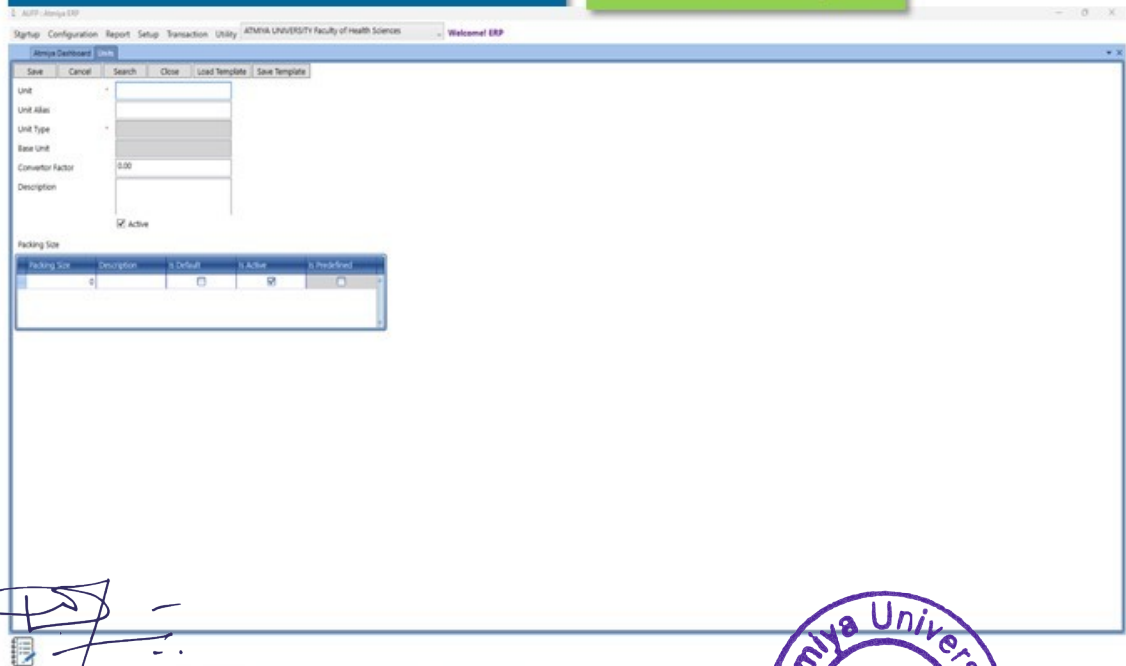 AUFP : Atmiya ERP
Startup Configuration Report Setup Transaction Utility ATMIYA UNIVERSITY Faculty of Health Sciences Welcome! ERP
Atmiya Dashboard Units
Save Cancel Search Close Load Template Save Template
Unit *
Unit Alias
Unit Type *
Base Unit
Convertor Factor 0.00
Description
Active
Packing Size
Packing Size Description Is Default Is Active Is Predefined
0
miya Univers